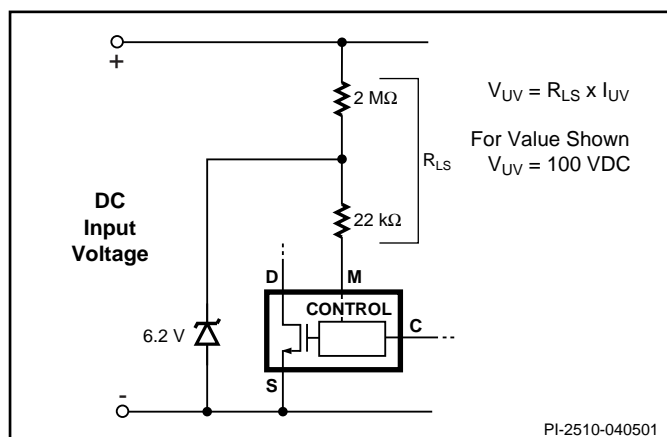 +
2 MΩ
V_UV = R_LS x I_UV
For Value Shown
V_UV = 100 VDC
R_LS
DC
Input
Voltage
22 kΩ
D
M
CONTROL
C
6.2 V
S
-
PI-2510-040501